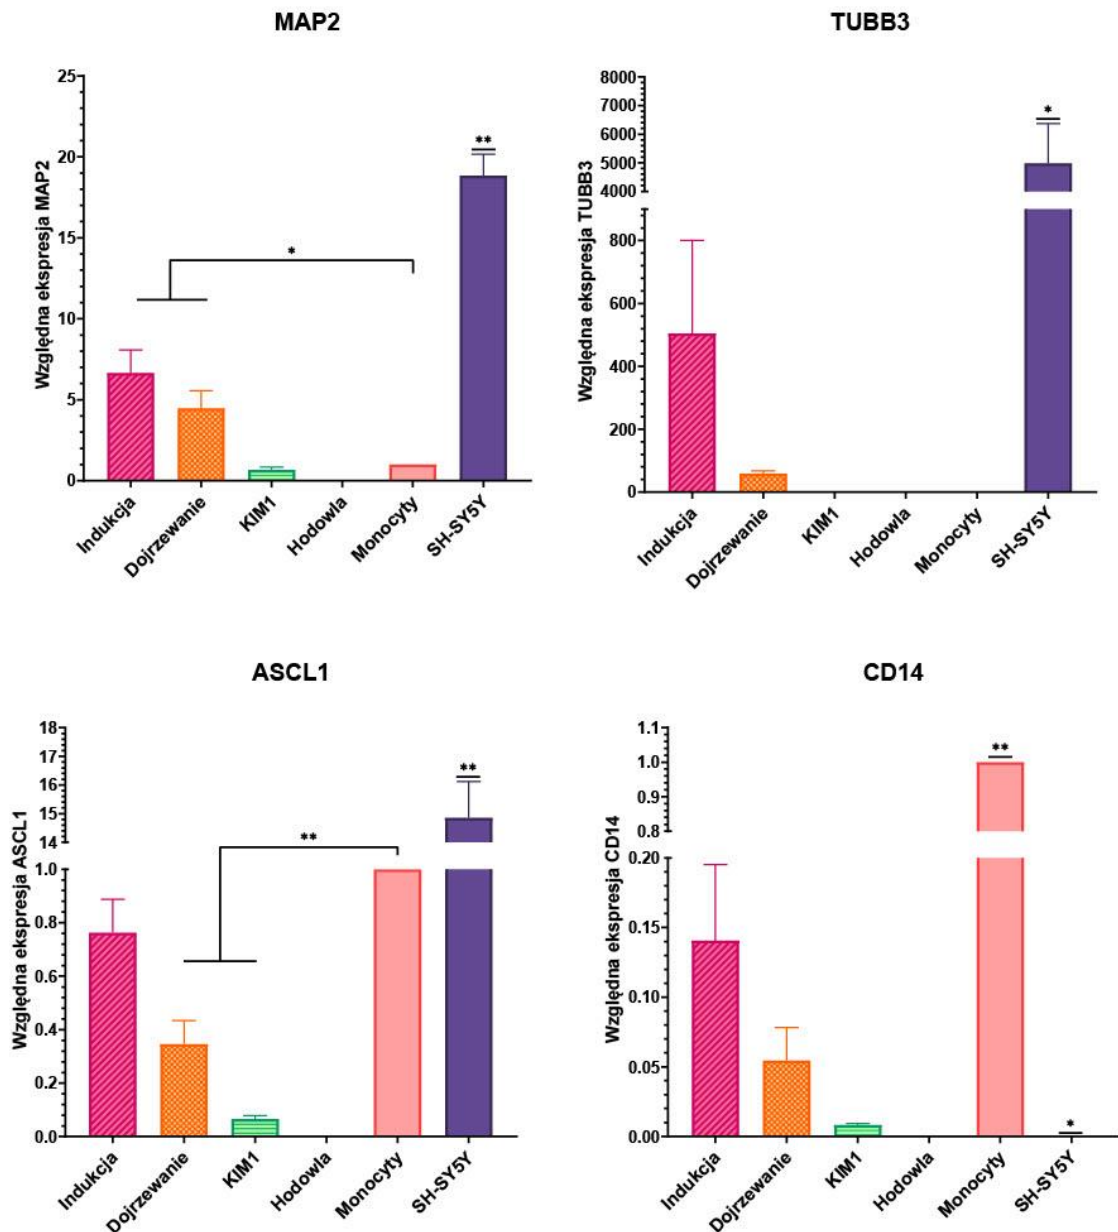 MAP2
Względna ekspresja MAP2
25
20
15
10
5
0
*
**
Indukcja
Dojrzewanie
KIM1
Hodowla
Monocyty
SH-SY5Y
TUBB3
Względna ekspresja TUBB3
8000
7000
6000
5000
4000
800
600
400
200
0
*
Indukcja
Dojrzewanie
KIM1
Hodowla
Monocyty
SH-SY5Y
ASCL1
Względna ekspresja ASCL1
18
17
16
15
14
1.0
0.8
0.6
0.4
0.2
0.0
**
**
Indukcja
Dojrzewanie
KIM1
Hodowla
Monocyty
SH-SY5Y
CD14
Względna ekspresja CD14
1.1
1.0
0.9
0.8
0.20
0.15
0.10
0.05
0.00
**
*
Indukcja
Dojrzewanie
KIM1
Hodowla
Monocyty
SH-SY5Y